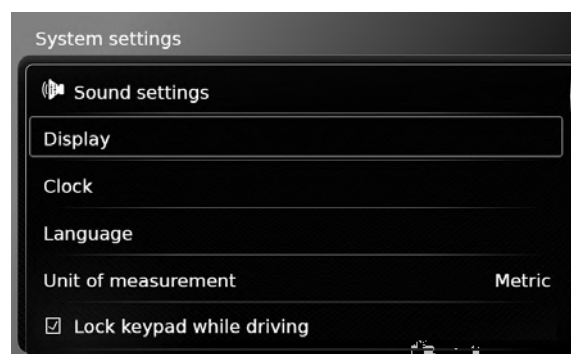 System settings
Sound settings
Display
Clock
Language
Unit of measurement Metric
Lock keypad while driving